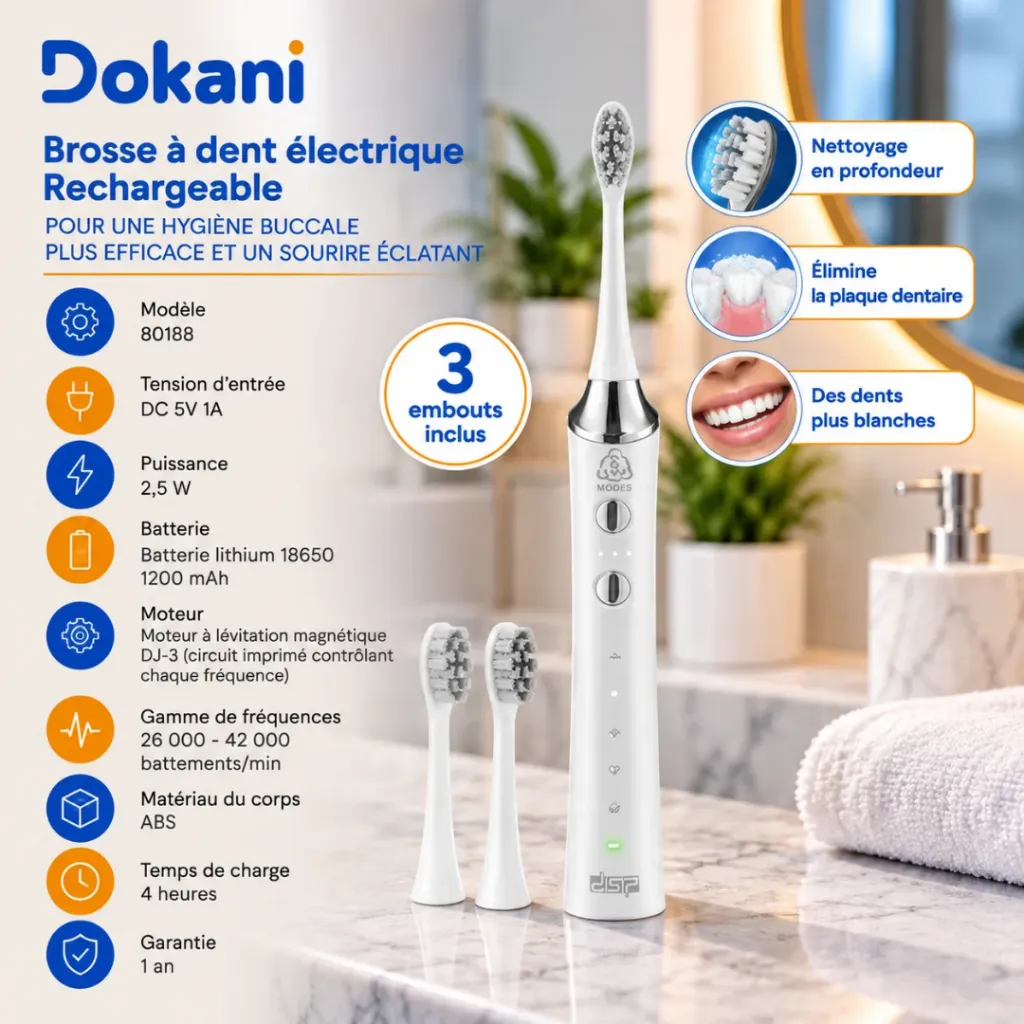 Dokani
Brosse à dent électrique
Rechargeable
POUR UNE HYGIÈNE BUCCALE
PLUS EFFICACE ET UN SOURIRE ÉCLATANT
Modèle
80188
Tension d'entrée
DC 5V 1A
Puissance
2,5 W
Batterie
Batterie lithium 18650
1200 mAh
Moteur
Moteur à lévitation magnétique
DJ-3 (circuit imprimé contrôlant
chaque fréquence)
Gamme de fréquences
26 000 - 42 000
battements/min
Matériau du corps
ABS
Temps de charge
4 heures
Garantie
1 an
3
embouts
inclus
Nettoyage
en profondeur
Élimine
la plaque dentaire
Des dents
plus blanches
MODES
dsp